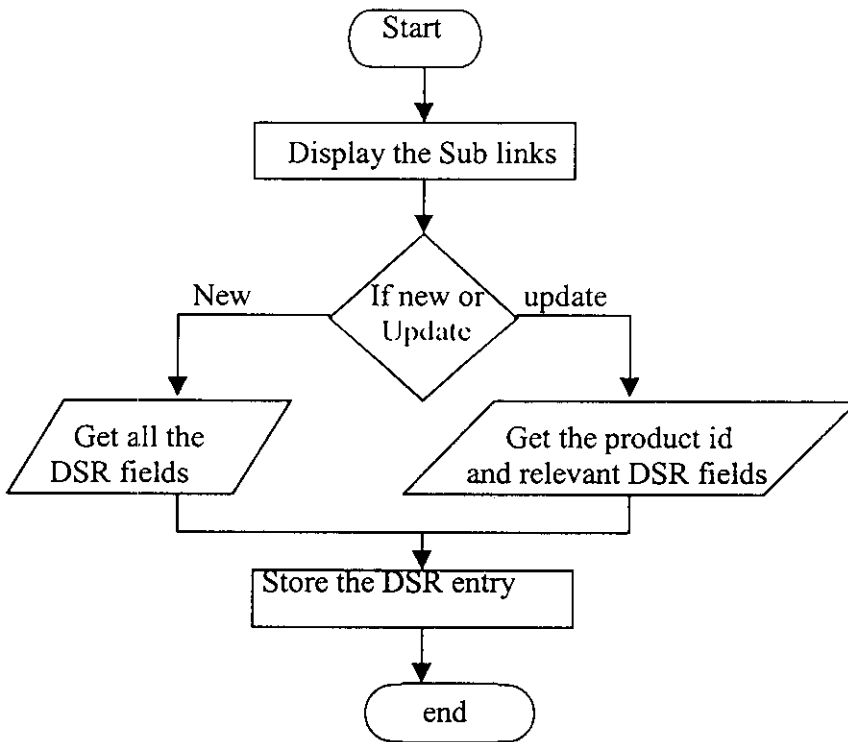 Start
Display the Sub links
New
If new or
Update
update
Get all the
DSR fields
Get the product id
and relevant DSR fields
Store the DSR entry
end